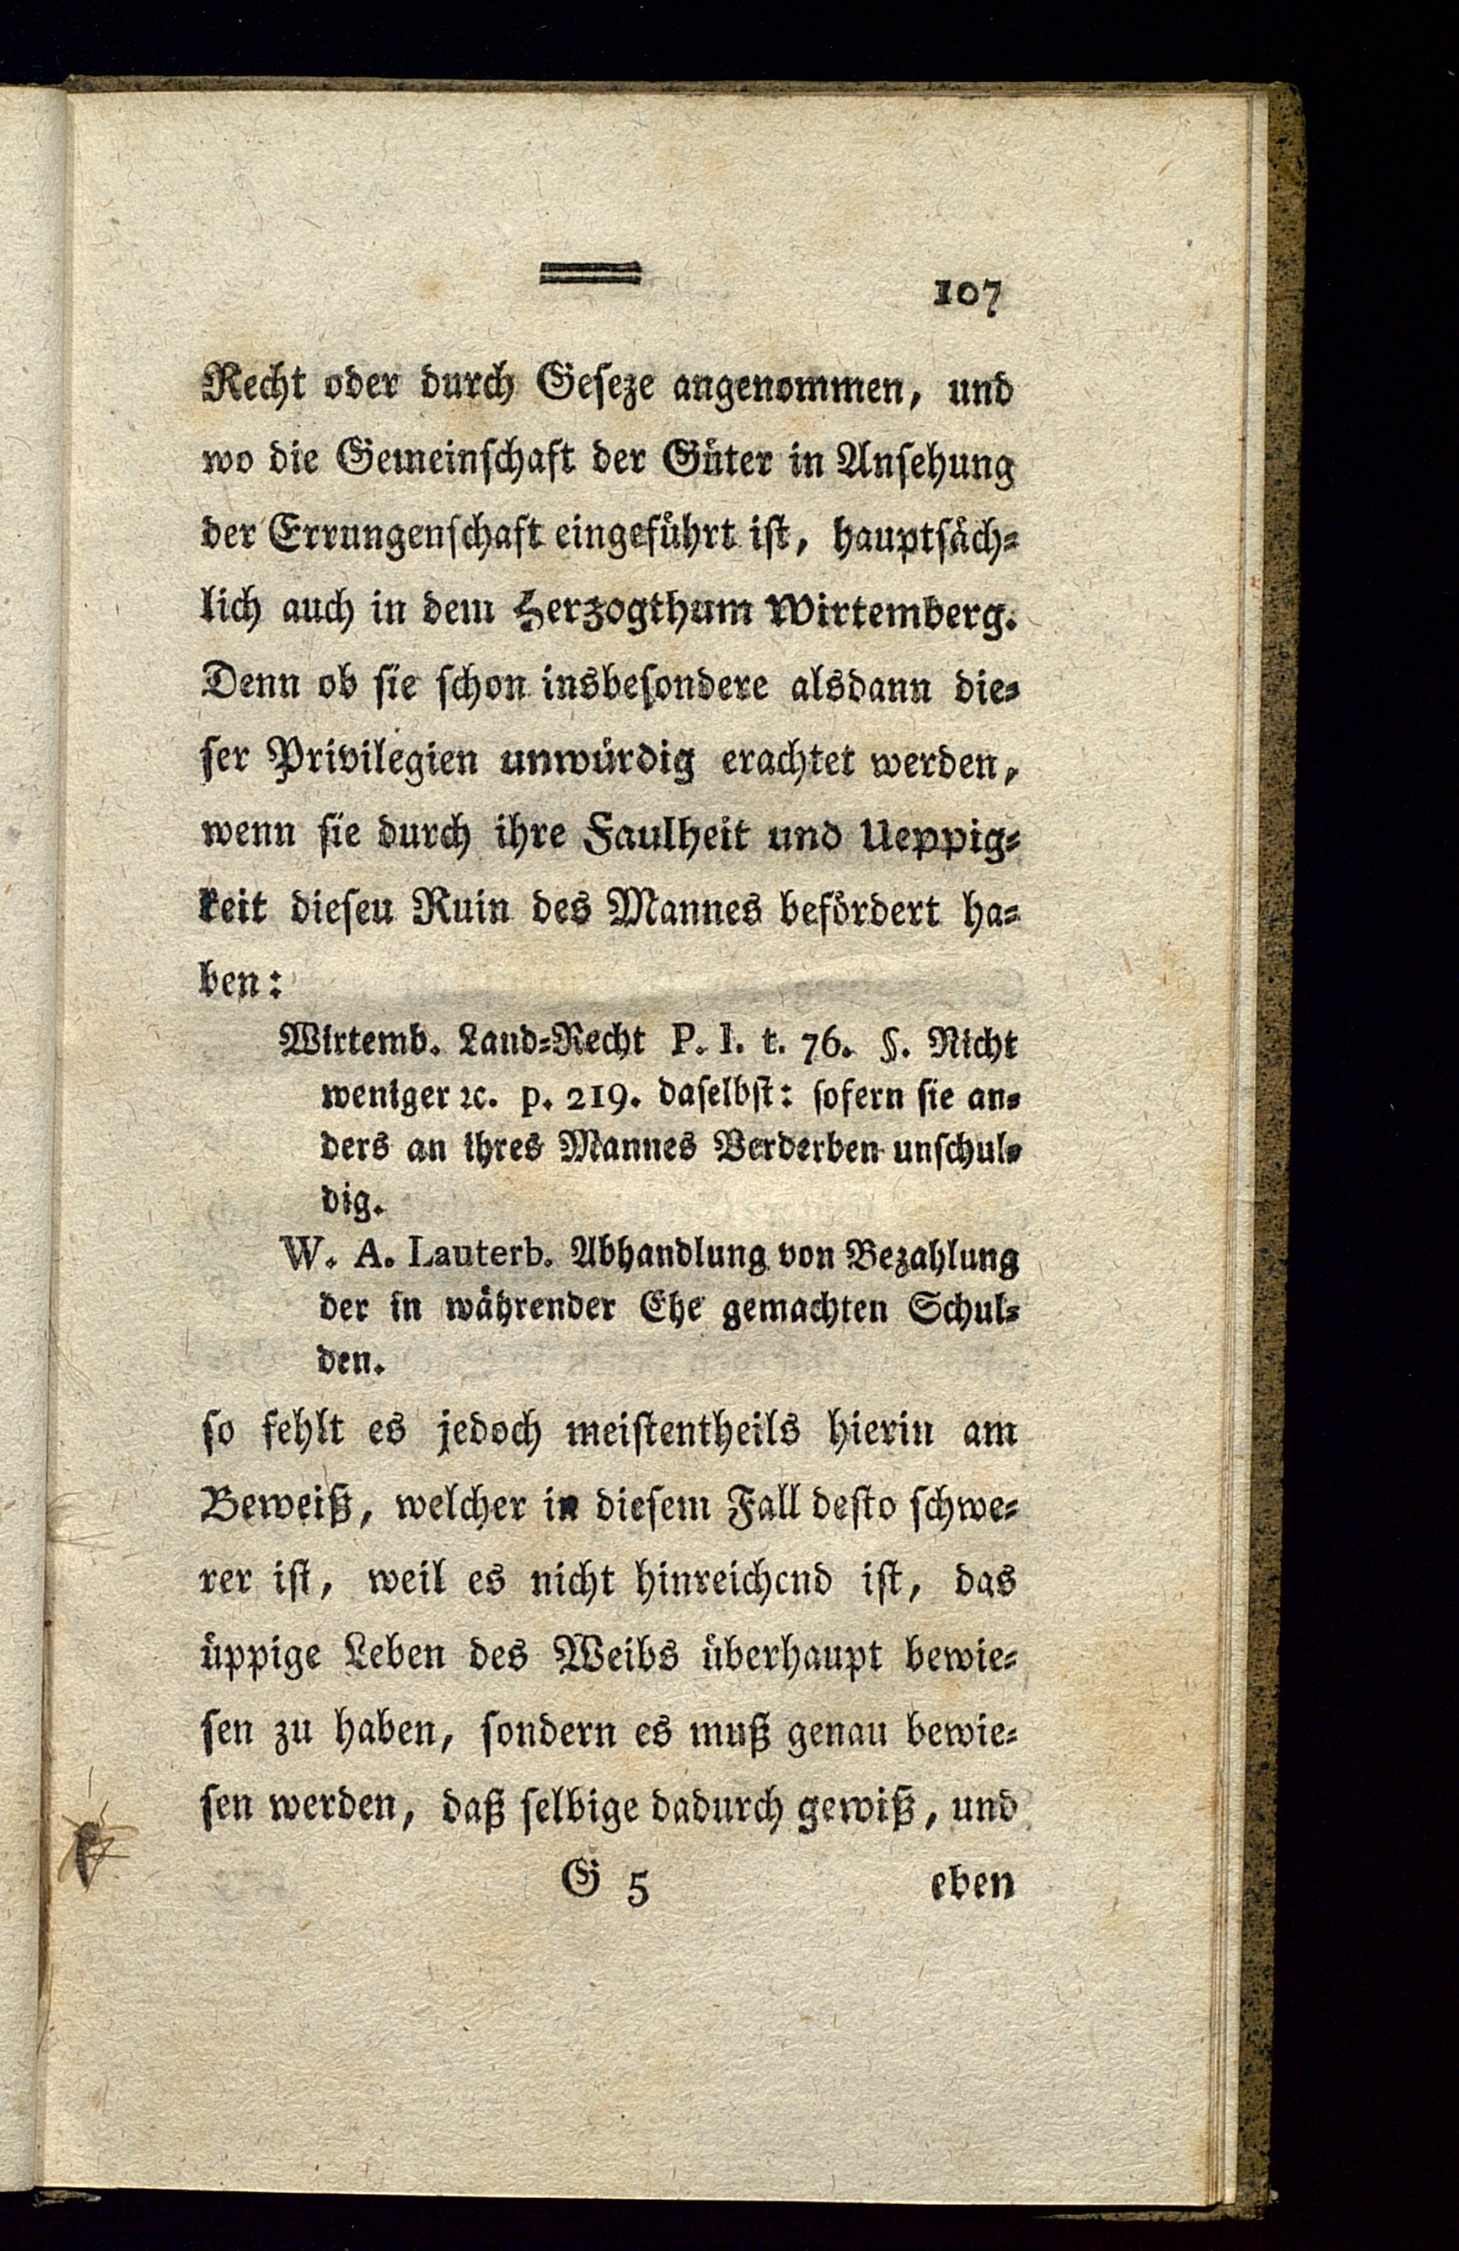 107
Recht oder durch Geseze angenommen, und
wo die Gemeinschaft der Güter in Ansehung
der Errungenschaft eingeführt ist, hauptsäch-
lich auch in dem Herzogthum Wirtemberg.
Denn ob sie schon insbesondere alsdann die-
ser Privilegien unwürdig erachtet werden,
wenn sie durch ihre Faulheit und Ueppig-
keit dieseu Ruin des Mannes befördert ha-
ben:
Wirtemb. Land-Recht P. I. t. 76. §. Nicht
weniger ꝛc. p. 219. daselbst: sofern sie an-
ders an ihres Mannes Verderben unschul-
dig.
W. A. Lauterb. Abhandlung von Bezahlung
der in währender Ehe gemachten Schul-
den.
so fehlt es jedoch meistentheils hierin am
Beweiß, welcher in diesem Fall desto schwe-
rer ist, weil es nicht hinreichend ist, das
üppige Leben des Weibs überhaupt bewie-
sen zu haben, sondern es muß genau bewie-
sen werden, daß selbige dadurch gewiß, und
G 5 eben